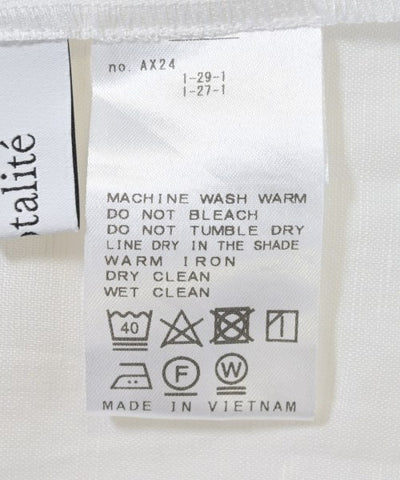 no. AX24
1-29-1
1-27-1
otalité
MACHINE WASH WARM
DO NOT BLEACH
DO NOT TUMBLE DRY
LINE DRY IN THE SHADE
WARM IRON
DRY CLEAN
WET CLEAN
40
F W
MADE IN VIETNAM